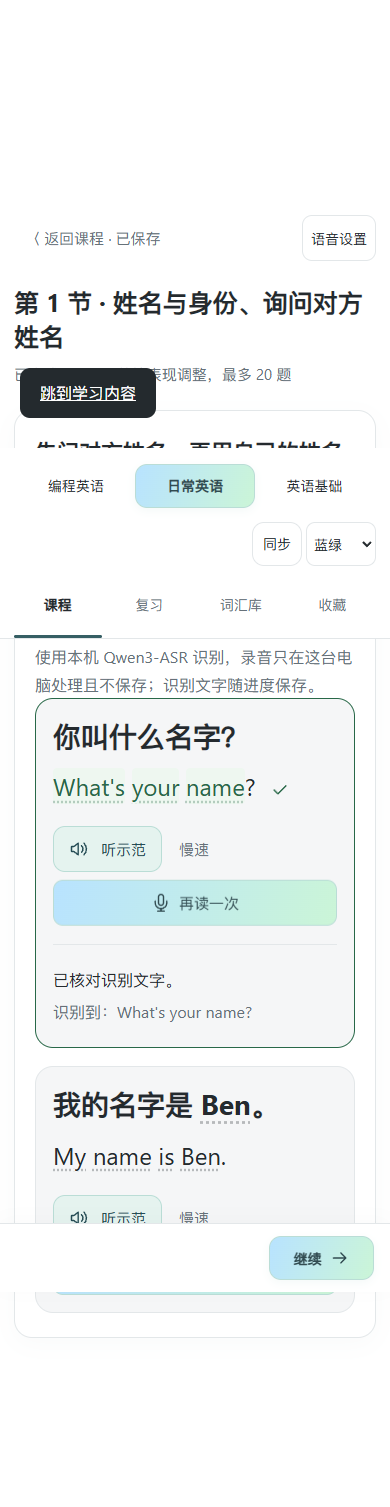 〈 返回课程 · 已保存
语音设置
第 1 节 · 姓名与身份、询问对方
姓名
表现调整，最多 20 题
跳到学习内容
编程英语
日常英语
英语基础
同步
蓝绿
课程
复习
词汇库
收藏
使用本机 Qwen3-ASR 识别，录音只在这台电
脑处理且不保存；识别文字随进度保存。
你叫什么名字？
What's your name?
听示范
慢速
再读一次
已核对识别文字。
识别到：What's your name?
我的名字是 Ben。
My name is Ben.
听示范
慢速
继续